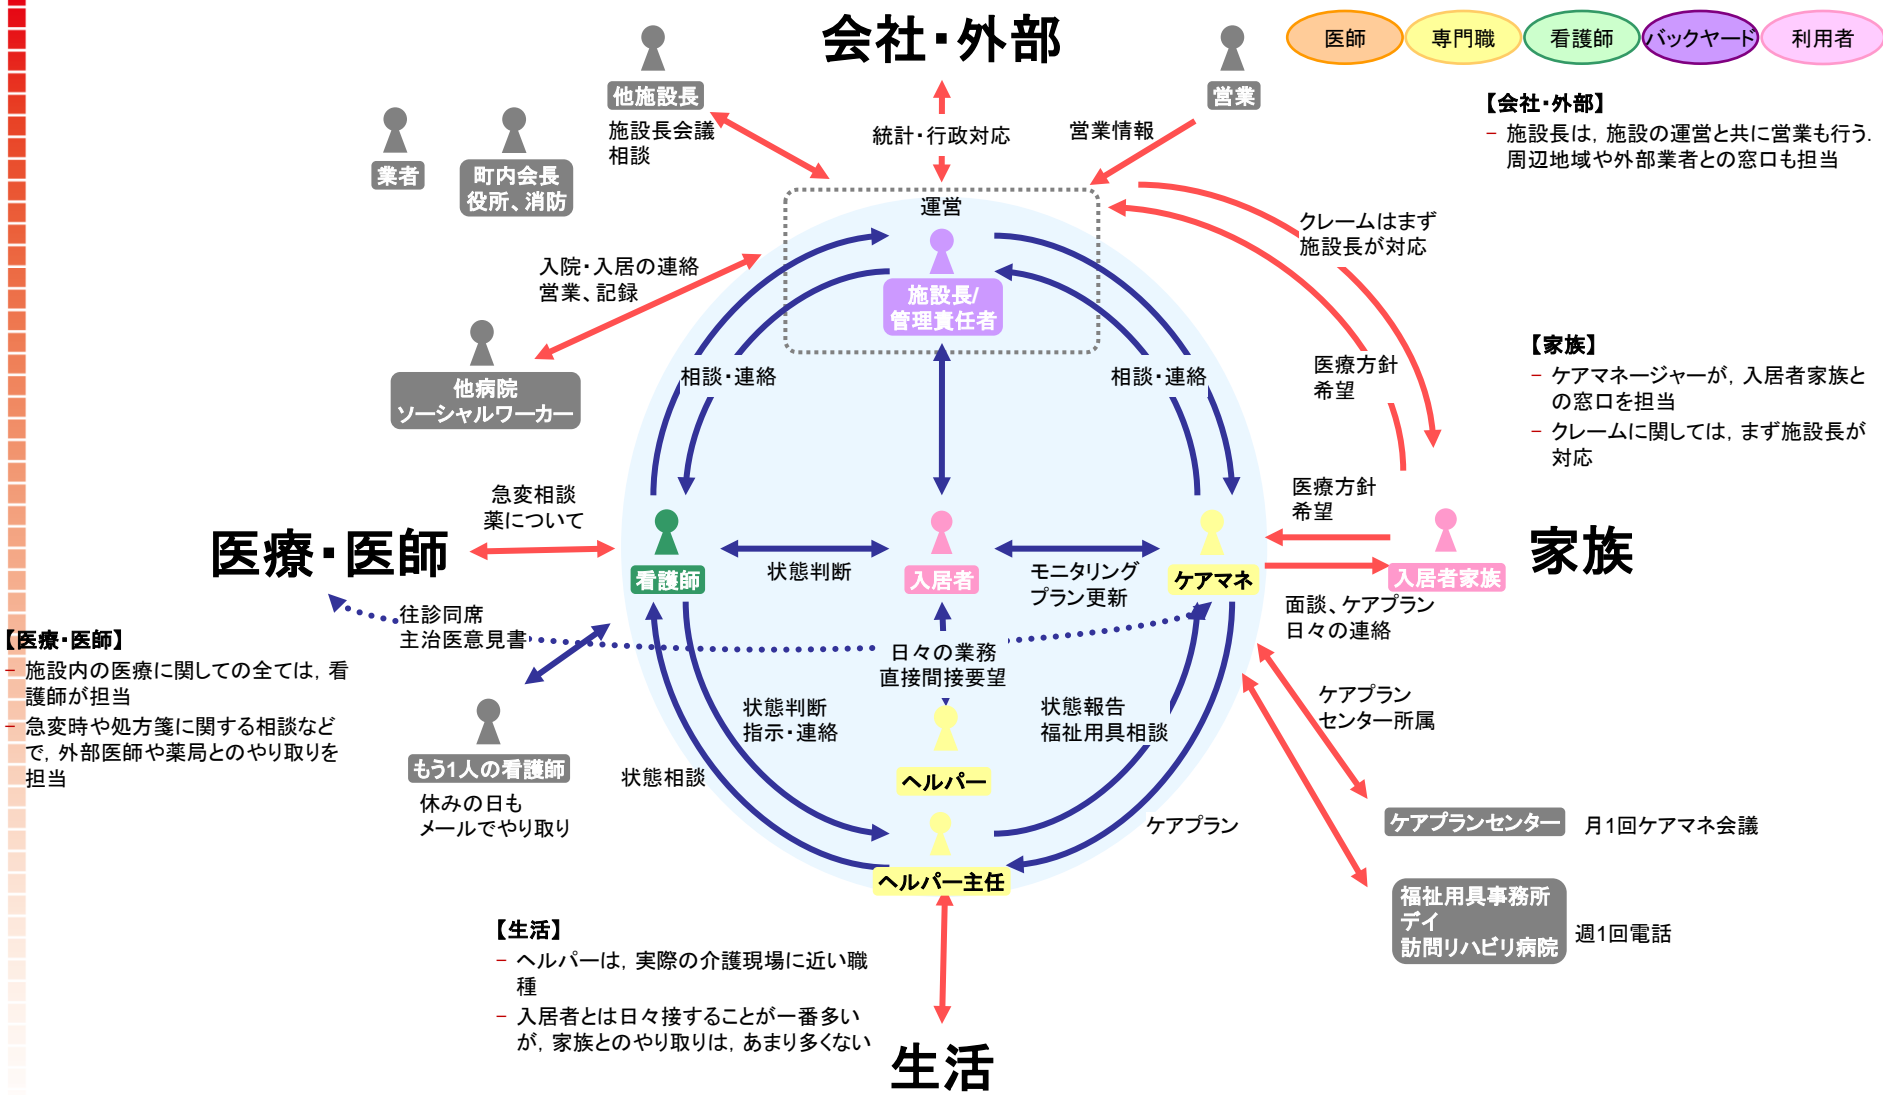 会社・外部
医師
専門職
看護師
バックヤード
利用者
他施設長
施設長会議
相談
営業
営業情報
統計・行政対応
業者
町内会長
役所、消防
【会社・外部】
− 施設長は, 施設の運営と共に営業も行う.
周辺地域や外部業者との窓口も担当
運営
施設長/
管理責任者
クレームはまず
施設長が対応
入院・入居の連絡
営業、記録
他病院
ソーシャルワーカー
相談・連絡
相談・連絡
医療方針
希望
【家族】
− ケアマネージャーが, 入居者家族と
の窓口を担当
− クレームに関しては, まず施設長が
対応
急変相談
薬について
医療・医師
看護師
状態判断
入居者
モニタリング
プラン更新
ケアマネ
医療方針
希望
入居者家族
家族
面談、ケアプラン
日々の連絡
往診同席
主治医意見書
【医療・医師】
− 施設内の医療に関しての全ては, 看
護師が担当
− 急変時や処方箋に関する相談など
で, 外部医師や薬局とのやり取りを
担当
日々の業務
直接間接要望
もう1人の看護師
休みの日も
メールでやり取り
状態判断
指示・連絡
状態相談
状態報告
福祉用具相談
ヘルパー
ケアプラン
ヘルパー主任
ケアプラン
センター所属
ケアプランセンター
月1回ケアマネ会議
福祉用具事務所
デイ
訪問リハビリ病院
週1回電話
【生活】
− ヘルパーは, 実際の介護現場に近い職
種
− 入居者とは日々接することが一番多い
が, 家族とのやり取りは, あまり多くない
生活